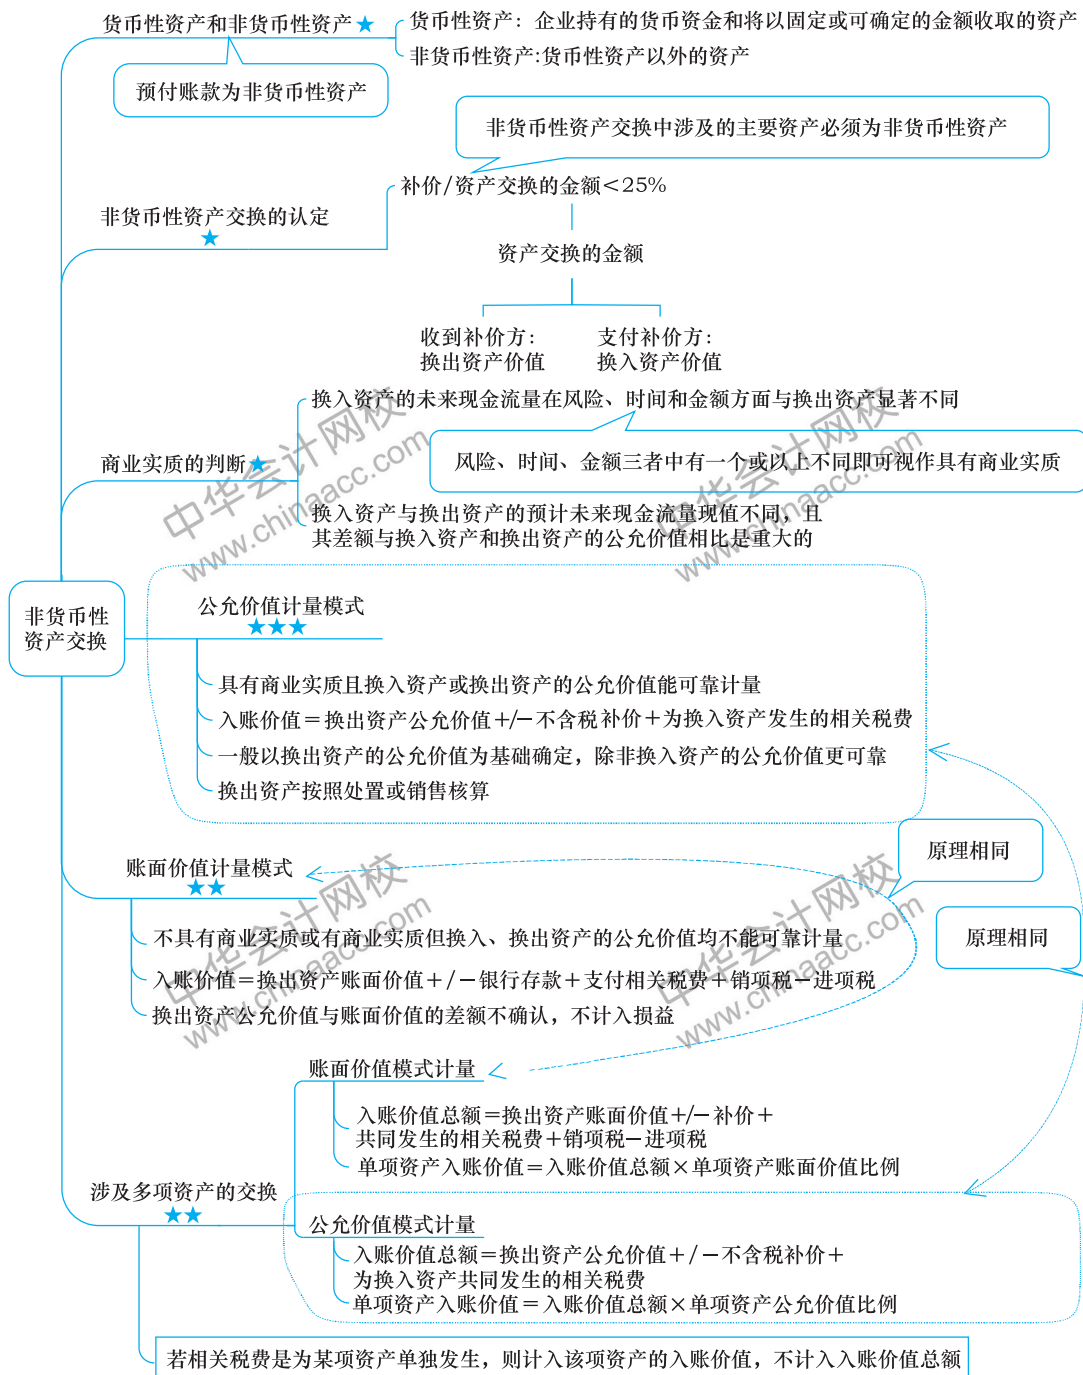 货币性资产和非货币性资产★
货币性资产：企业持有的货币资金和将以固定或可确定的金额收取的资产
非货币性资产:货币性资产以外的资产
预付账款为非货币性资产
非货币性资产交换中涉及的主要资产必须为非货币性资产
补价/资产交换的金额<25%
非货币性资产交换的认定
★
资产交换的金额
收到补价方：
换出资产价值
支付补价方：
换入资产价值
换入资产的未来现金流量在风险、时间和金额方面与换出资产显著不同
商业实质的判断★
风险、时间、金额三者中有一个或以上不同即可视作具有商业实质
换入资产与换出资产的预计未来现金流量现值不同，且
其差额与换入资产和换出资产的公允价值相比是重大的
非货币性
资产交换
公允价值计量模式
★★★
具有商业实质且换入资产或换出资产的公允价值能可靠计量
入账价值＝换出资产公允价值＋/－不含税补价＋为换入资产发生的相关税费
一般以换出资产的公允价值为基础确定，除非换入资产的公允价值更可靠
换出资产按照处置或销售核算
原理相同
账面价值计量模式
★★
原理相同
不具有商业实质或有商业实质但换入、换出资产的公允价值均不能可靠计量
入账价值＝换出资产账面价值＋/－银行存款＋支付相关税费＋销项税－进项税
换出资产公允价值与账面价值的差额不确认，不计入损益
账面价值模式计量
入账价值总额＝换出资产账面价值＋/－补价＋
共同发生的相关税费＋销项税－进项税
单项资产入账价值＝入账价值总额×单项资产账面价值比例
涉及多项资产的交换
★★
公允价值模式计量
入账价值总额＝换出资产公允价值＋/－不含税补价＋
为换入资产共同发生的相关税费
单项资产入账价值＝入账价值总额×单项资产公允价值比例
若相关税费是为某项资产单独发生，则计入该项资产的入账价值，不计入入账价值总额
中华会计网校
www.chinaacc.com
中华会计网校
www.chinaacc.com
中华会计网校
www.chinaacc.com
中华会计网校
www.chinaacc.com